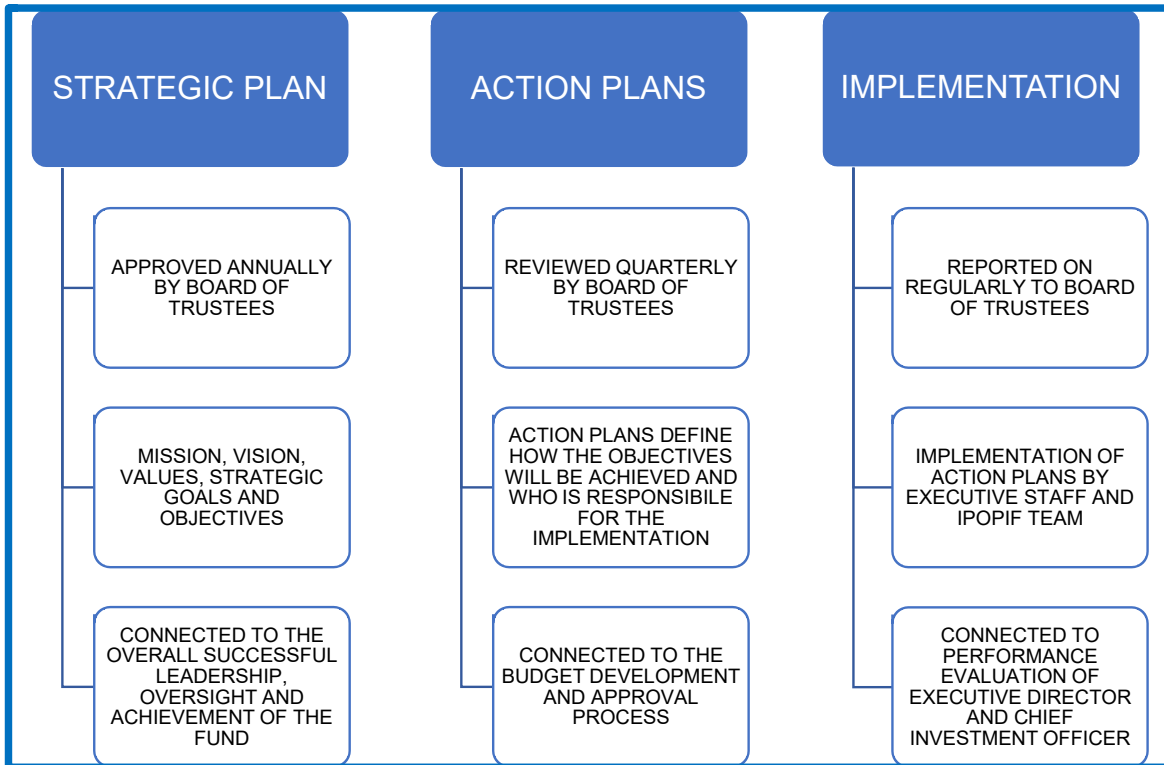 STRATEGIC PLAN
APPROVED ANNUALLY
BY BOARD OF
TRUSTEES
MISSION, VISION,
VALUES, STRATEGIC
GOALS AND
OBJECTIVES
CONNECTED TO THE
OVERALL SUCCESSFUL
LEADERSHIP,
OVERSIGHT AND
ACHIEVEMENT OF THE
FUND
ACTION PLANS
REVIEWED QUARTERLY
BY BOARD OF
TRUSTEES
ACTION PLANS DEFINE
HOW THE OBJECTIVES
WILL BE ACHIEVED AND
WHO IS RESPONSIBILE
FOR THE
IMPLEMENTATION
CONNECTED TO THE
BUDGET DEVELOPMENT
AND APPROVAL
PROCESS
IMPLEMENTATION
REPORTED ON
REGULARLY TO BOARD
OF TRUSTEES
IMPLEMENTATION OF
ACTION PLANS BY
EXECUTIVE STAFF AND
IPOPIF TEAM
CONNECTED TO
PERFORMANCE
EVALUATION OF
EXECUTIVE DIRECTOR
AND CHIEF
INVESTMENT OFFICER